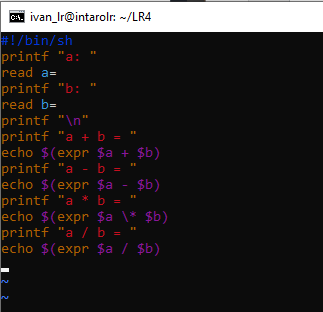 ivan_lr@intarolr: ~/LR4
#!/bin/sh
printf "a: "
read a=
printf "b: "
read b=
printf "\n"
printf "a + b = "
echo $(expr $a + $b)
printf "a - b = "
echo $(expr $a - $b)
printf "a * b = "
echo $(expr $a \* $b)
printf "a / b = "
echo $(expr $a / $b)
~
~